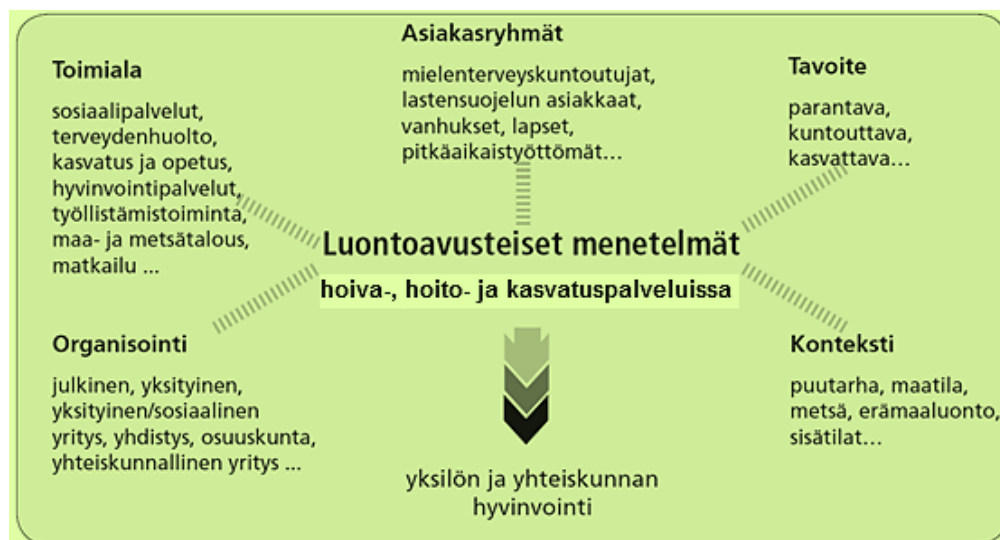 Asiakasryhmät
mielenterveyskuntoutujat,
lastensuojelun asiakkaat,
vanhukset, lapset,
pitkäaikaistyöttömät...
Toimiala
sosiaalipalvelut,
terveydenhuolto,
kasvatus ja opetus,
hyvinvointipalvelut,
työllistämistoiminta,
maa- ja metsätalous,
matkailu ...
Tavoite
parantava,
kuntouttava,
kasvattava...
Luontoavusteiset menetelmät
hoiva-, hoito- ja kasvatuspalveluissa
Organisointi
julkinen, yksityinen,
yksityinen/sosiaalinen
yritys, yhdistys, osuuskunta,
yhteiskunnallinen yritys ...
Konteksti
puutarha, maatila,
metsä, erämaaluonto,
sisätilat...
yksilön ja yhteiskunnan
hyvinvointi